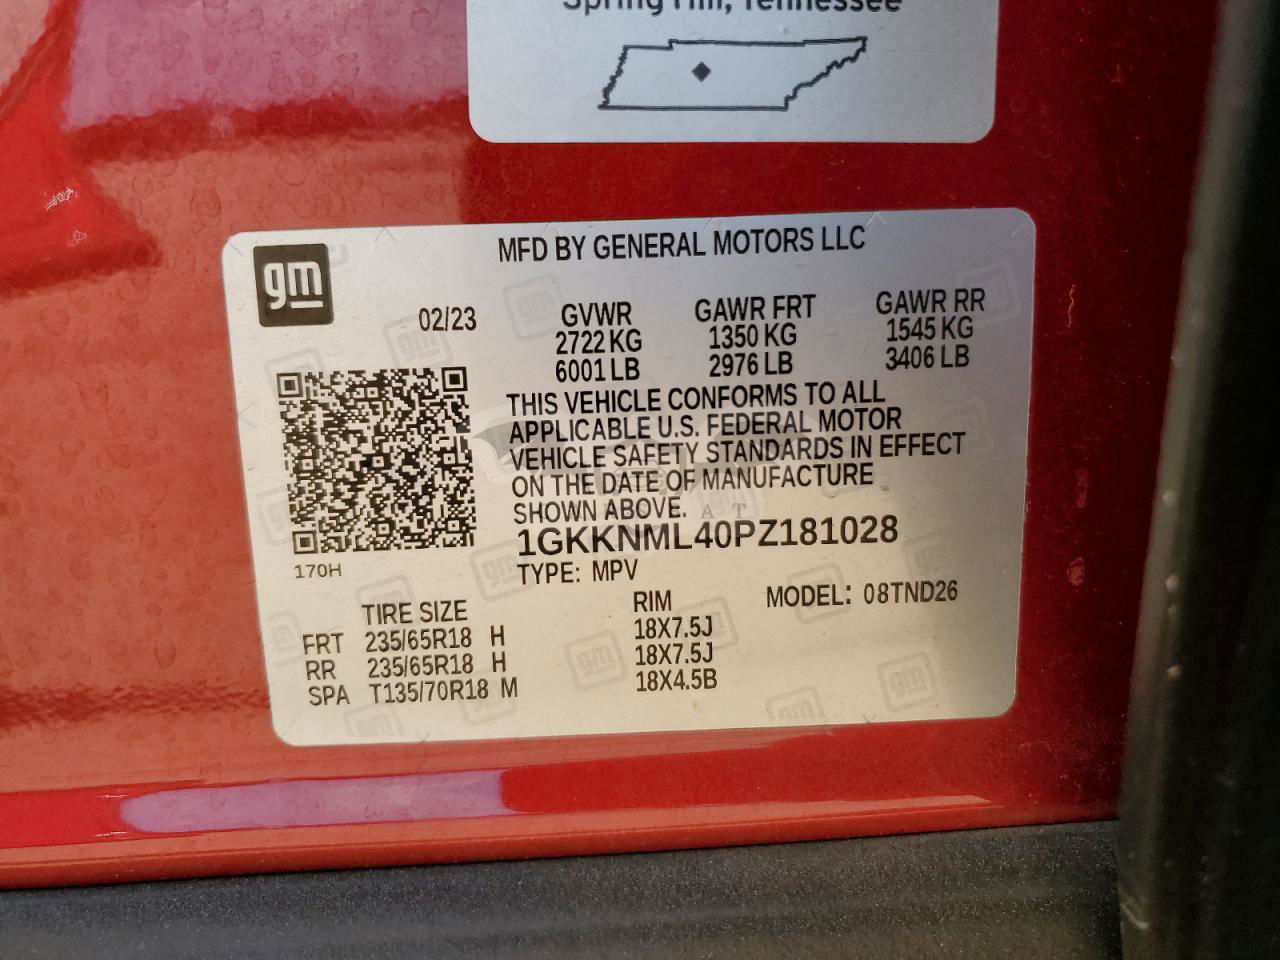 Spring Hill, Tennessee
gm
MFD BY GENERAL MOTORS LLC
02/23
GVWR GAWR FRT GAWR RR
2722 KG 1350 KG 1545 KG
6001 LB 2976 LB 3406 LB
THIS VEHICLE CONFORMS TO ALL
APPLICABLE U.S. FEDERAL MOTOR
VEHICLE SAFETY STANDARDS IN EFFECT
ON THE DATE OF MANUFACTURE
SHOWN ABOVE.
1GKKNML40PZ181028
170H
TYPE: MPV
TIRE SIZE RIM MODEL: 08TND26
FRT 235/65R18 H 18X7.5J
RR 235/65R18 H 18X7.5J
SPA T135/70R18 M 18X4.5B